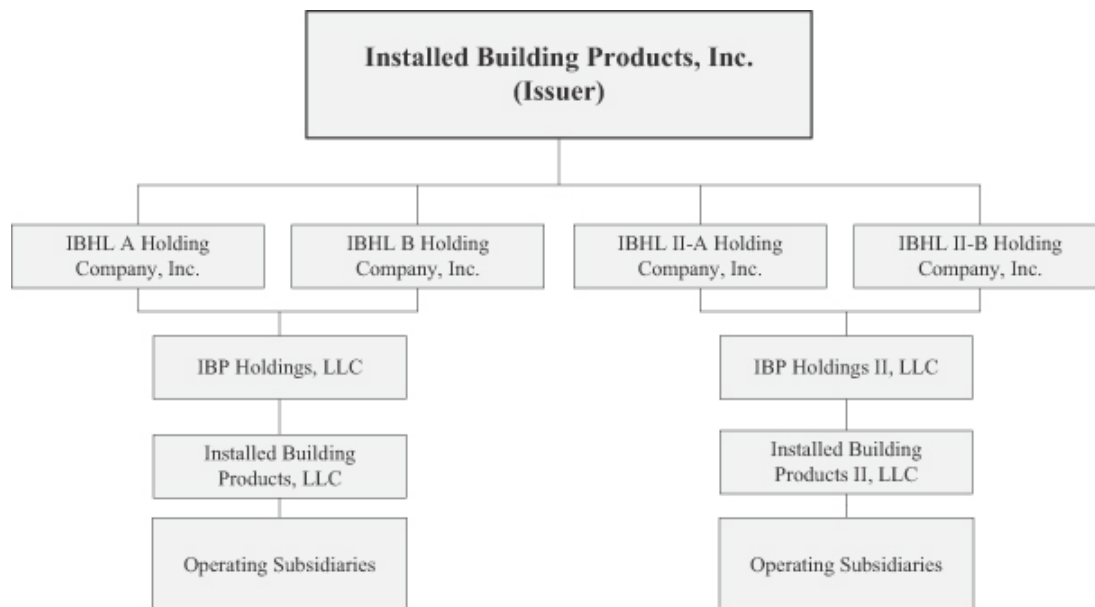 Installed Building Products, Inc.
(Issuer)
IBHL A Holding
Company, Inc.
IBHL B Holding
Company, Inc.
IBHL II-A Holding
Company, Inc.
IBHL II-B Holding
Company, Inc.
IBP Holdings, LLC
IBP Holdings II, LLC
Installed Building
Products, LLC
Installed Building
Products II, LLC
Operating Subsidiaries
Operating Subsidiaries